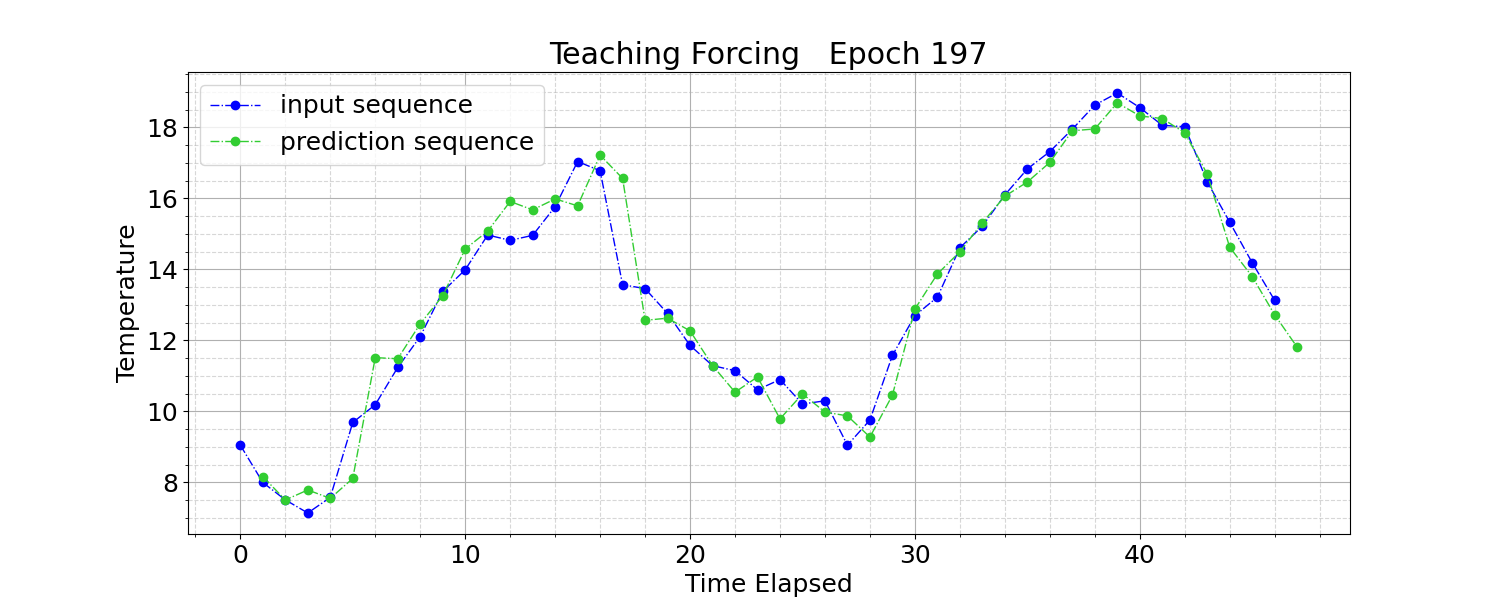 Teaching Forcing   Epoch 197
input sequence
prediction sequence
Temperature
18
16
14
12
10
8
0 10 20 30 40
Time Elapsed